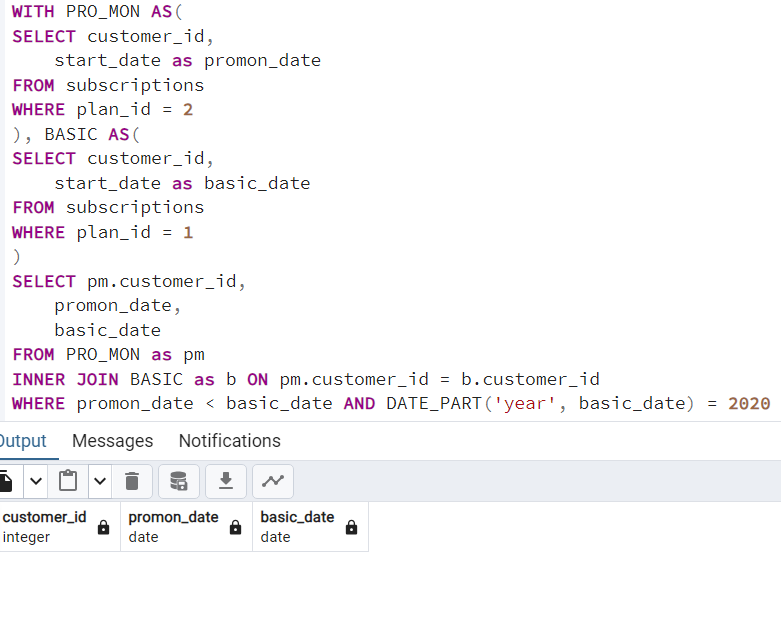 WITH PRO_MON AS(
SELECT customer_id,
    start_date as promon_date
FROM subscriptions
WHERE plan_id = 2
), BASIC AS(
SELECT customer_id,
    start_date as basic_date
FROM subscriptions
WHERE plan_id = 1
)
SELECT pm.customer_id,
    promon_date,
    basic_date
FROM PRO_MON as pm
INNER JOIN BASIC as b ON pm.customer_id = b.customer_id
WHERE promon_date < basic_date AND DATE_PART('year', basic_date) = 2020
Output Messages Notifications
customer_id promon_date basic_date
integer date date